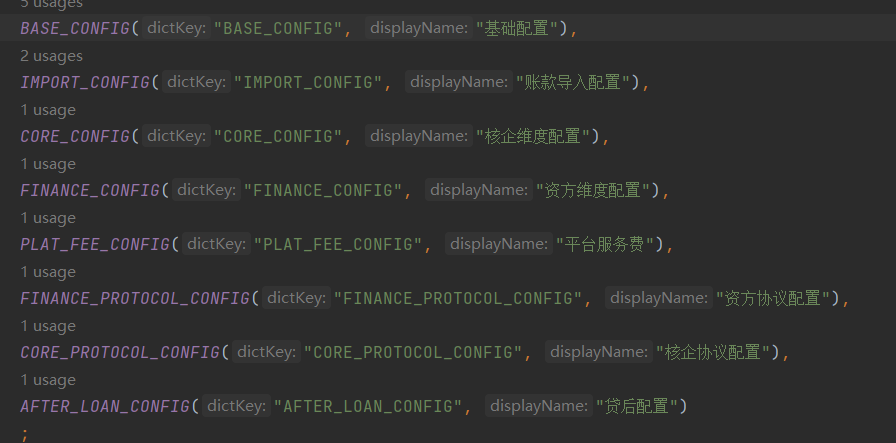 5 usages
BASE_CONFIG( dictKey: "BASE_CONFIG", displayName: "基础配置"),
2 usages
IMPORT_CONFIG( dictKey: "IMPORT_CONFIG", displayName: "账款导入配置"),
1 usage
CORE_CONFIG( dictKey: "CORE_CONFIG", displayName: "核企维度配置"),
1 usage
FINANCE_CONFIG( dictKey: "FINANCE_CONFIG", displayName: "资方维度配置"),
1 usage
PLAT_FEE_CONFIG( dictKey: "PLAT_FEE_CONFIG", displayName: "平台服务费"),
1 usage
FINANCE_PROTOCOL_CONFIG( dictKey: "FINANCE_PROTOCOL_CONFIG", displayName: "资方协议配置"),
1 usage
CORE_PROTOCOL_CONFIG( dictKey: "CORE_PROTOCOL_CONFIG", displayName: "核企协议配置"),
1 usage
AFTER_LOAN_CONFIG( dictKey: "AFTER_LOAN_CONFIG", displayName: "贷后配置")
;